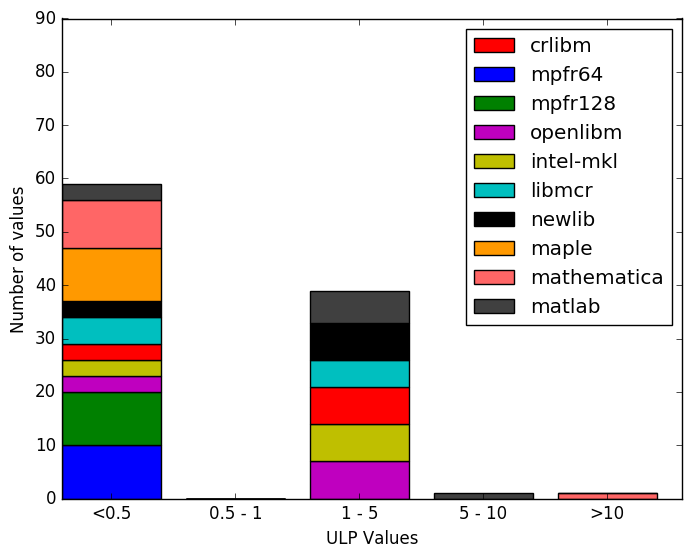 90
80
70
60
50
40
30
20
10
0
Number of values
<0.5
0.5 - 1
1 - 5
5 - 10
>10
ULP Values
crlibm
mpfr64
mpfr128
openlibm
intel-mkl
libmcr
newlib
maple
mathematica
matlab